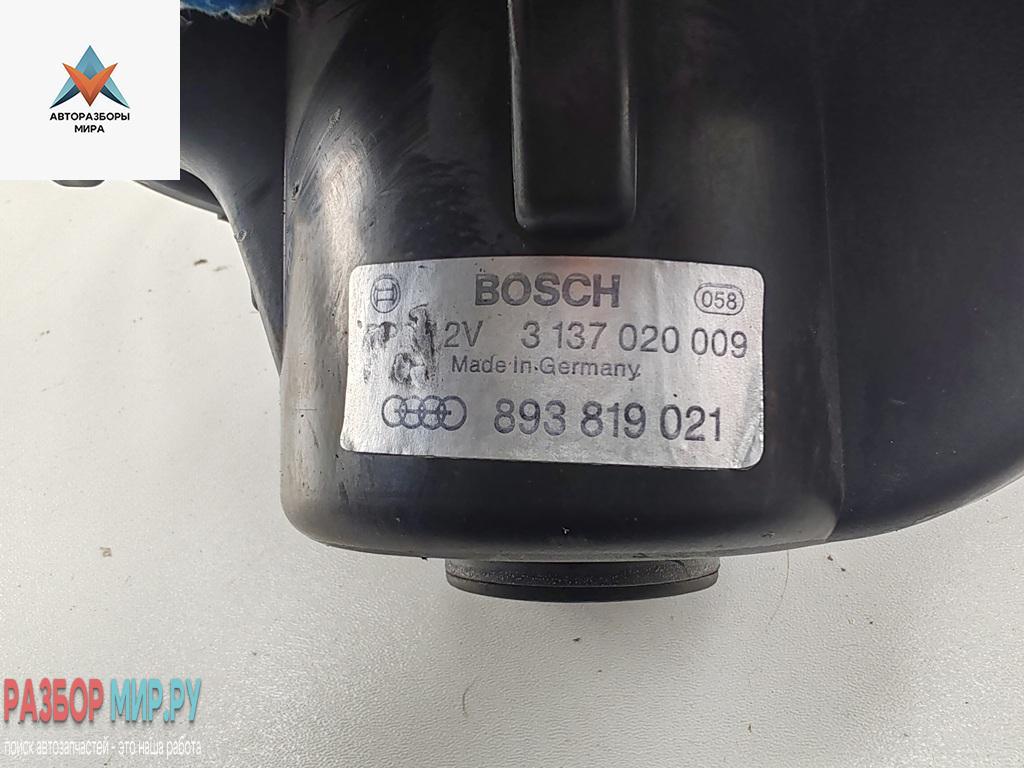 АВТОРАЗБОРЫ
МИРА
BOSCH
058
12V 3 137 020 009
Made in Germany
893 819 021
РАЗБОР МИР.РУ
поиск автозапчастей - это наша работа